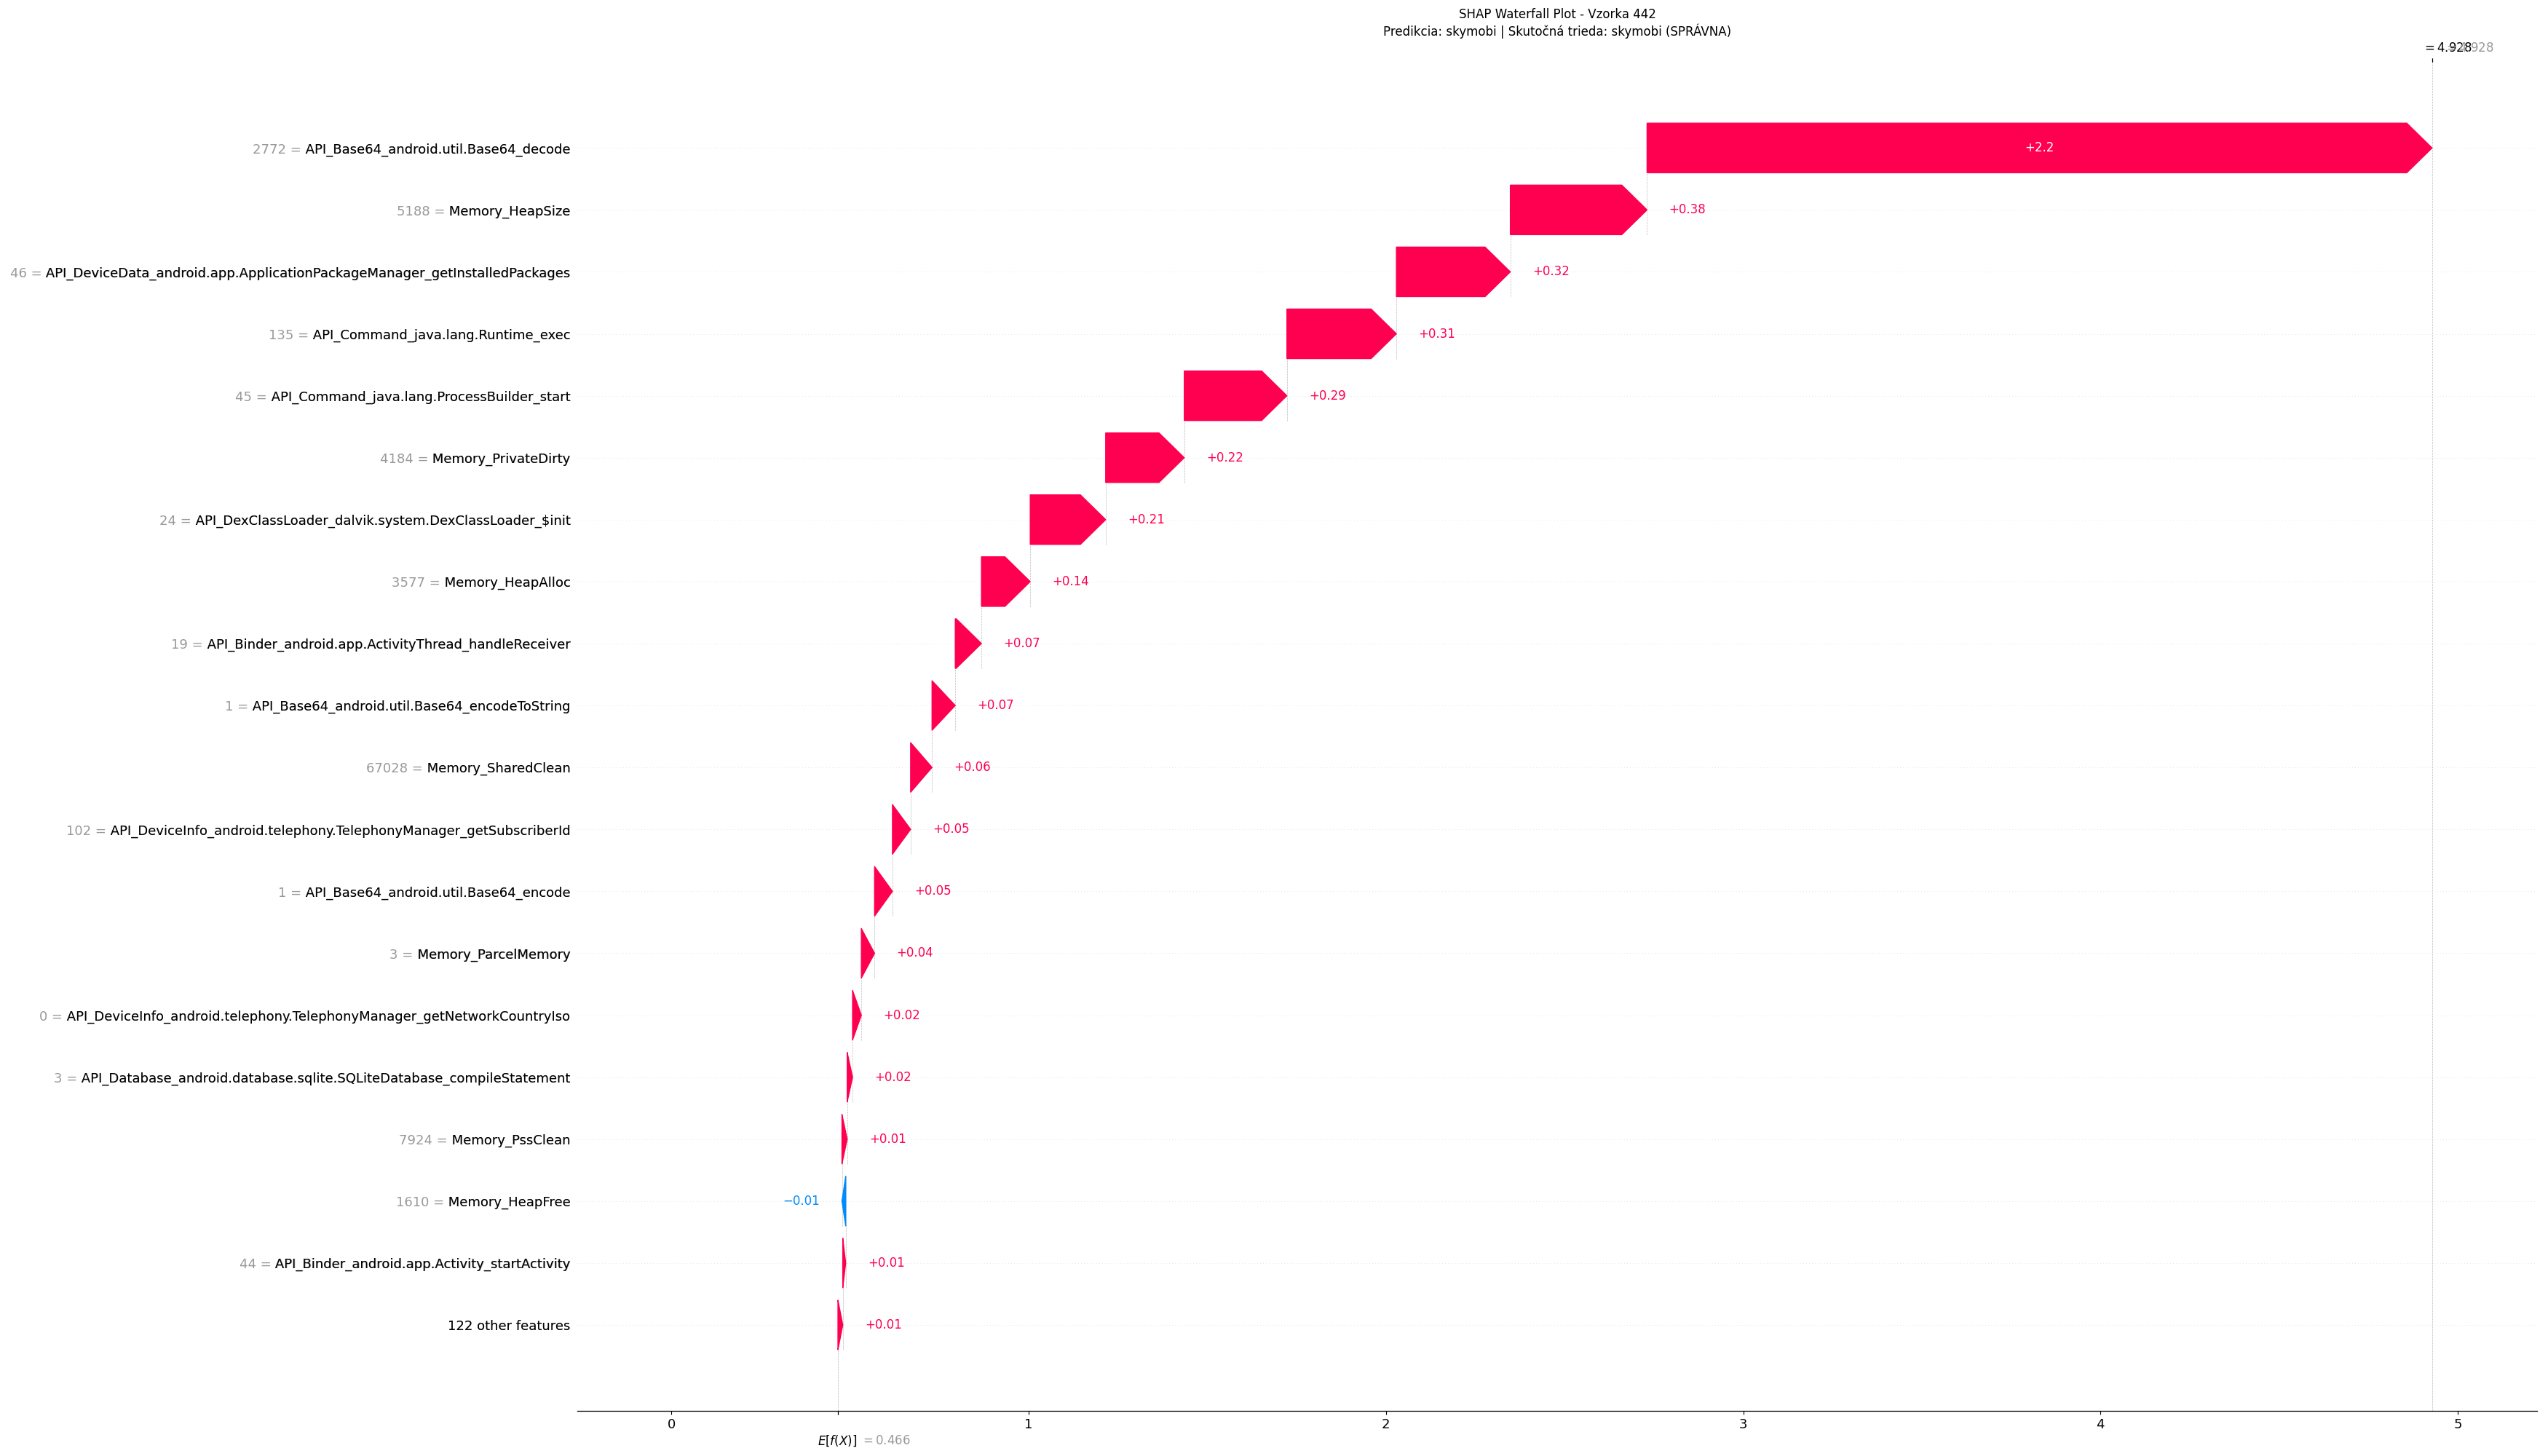 SHAP Waterfall Plot - Vzorka 442
Predikcia: skymobi | Skutočná trieda: skymobi (SPRÁVNA)
= 4.928
2772 = API_Base64_android.util.Base64_decode +2.2
5188 = Memory_HeapSize +0.38
46 = API_DeviceData_android.app.ApplicationPackageManager_getInstalledPackages +0.32
135 = API_Command_java.lang.Runtime_exec +0.31
45 = API_Command_java.lang.ProcessBuilder_start +0.29
4184 = Memory_PrivateDirty +0.22
24 = API_DexClassLoader_dalvik.system.DexClassLoader_$init +0.21
3577 = Memory_HeapAlloc +0.14
19 = API_Binder_android.app.ActivityThread_handleReceiver +0.07
1 = API_Base64_android.util.Base64_encodeToString +0.07
67028 = Memory_SharedClean +0.06
102 = API_DeviceInfo_android.telephony.TelephonyManager_getSubscriberId +0.05
1 = API_Base64_android.util.Base64_encode +0.05
3 = Memory_ParcelMemory +0.04
0 = API_DeviceInfo_android.telephony.TelephonyManager_getNetworkCountryIso +0.02
3 = API_Database_android.database.sqlite.SQLiteDatabase_compileStatement +0.02
7924 = Memory_PssClean +0.01
1610 = Memory_HeapFree −0.01
44 = API_Binder_android.app.Activity_startActivity +0.01
122 other features +0.01
0 1 2 3 4 5
E[f(X)] = 0.466